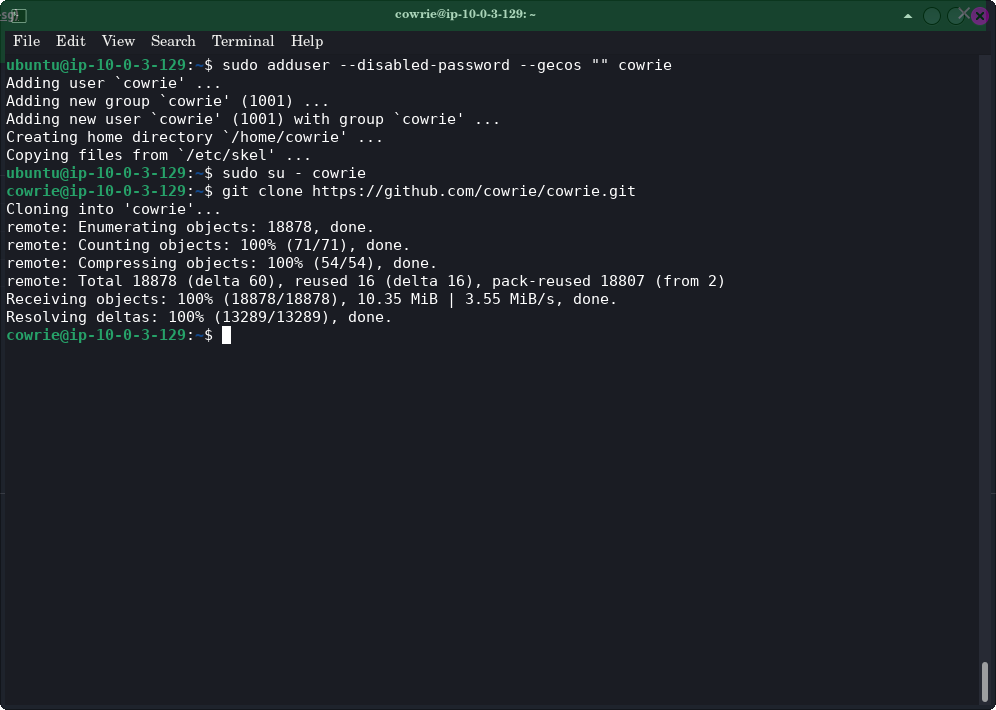 cowrie@ip-10-0-3-129: ~
File Edit View Search Terminal Help
ubuntu@ip-10-0-3-129:~$ sudo adduser --disabled-password --gecos "" cowrie
Adding user `cowrie' ...
Adding new group `cowrie' (1001) ...
Adding new user `cowrie' (1001) with group `cowrie' ...
Creating home directory `/home/cowrie' ...
Copying files from `/etc/skel' ...
ubuntu@ip-10-0-3-129:~$ sudo su - cowrie
cowrie@ip-10-0-3-129:~$ git clone https://github.com/cowrie/cowrie.git
Cloning into 'cowrie'...
remote: Enumerating objects: 18878, done.
remote: Counting objects: 100% (71/71), done.
remote: Compressing objects: 100% (54/54), done.
remote: Total 18878 (delta 60), reused 16 (delta 16), pack-reused 18807 (from 2)
Receiving objects: 100% (18878/18878), 10.35 MiB | 3.55 MiB/s, done.
Resolving deltas: 100% (13289/13289), done.
cowrie@ip-10-0-3-129:~$